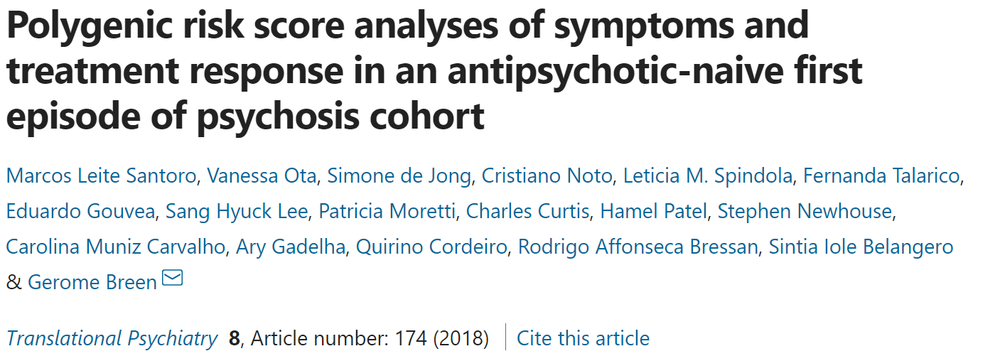 Polygenic risk score analyses of symptoms and
treatment response in an antipsychotic-naive first
episode of psychosis cohort
Marcos Leite Santoro, Vanessa Ota, Simone de Jong, Cristiano Noto, Leticia M. Spindola, Fernanda Talarico,
Eduardo Gouvea, Sang Hyuck Lee, Patricia Moretti, Charles Curtis, Hamel Patel, Stephen Newhouse,
Carolina Muniz Carvalho, Ary Gadelha, Quirino Cordeiro, Rodrigo Affonseca Bressan, Sintia Iole Belangero
& Gerome Breen
Translational Psychiatry 8, Article number: 174 (2018) | Cite this article